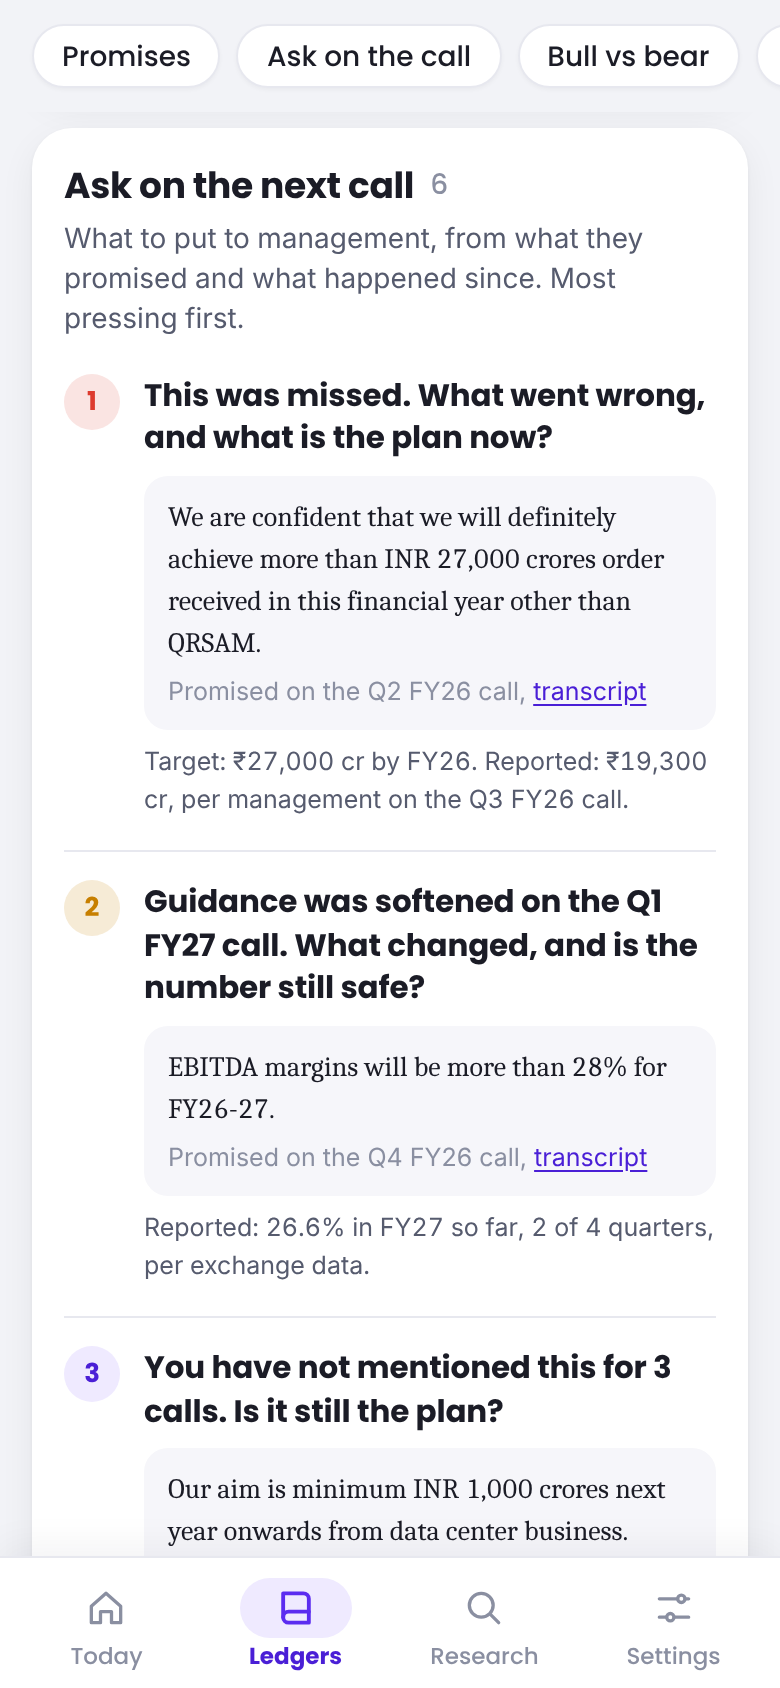 Promises
Ask on the call
Bull vs bear
Ask on the next call 6
What to put to management, from what they
promised and what happened since. Most
pressing first.
1
This was missed. What went wrong,
and what is the plan now?
We are confident that we will definitely
achieve more than INR 27,000 crores order
received in this financial year other than
QRSAM.
Promised on the Q2 FY26 call, transcript
Target: ₹27,000 cr by FY26. Reported: ₹19,300
cr, per management on the Q3 FY26 call.
2
Guidance was softened on the Q1
FY27 call. What changed, and is the
number still safe?
EBITDA margins will be more than 28% for
FY26-27.
Promised on the Q4 FY26 call, transcript
Reported: 26.6% in FY27 so far, 2 of 4 quarters,
per exchange data.
3
You have not mentioned this for 3
calls. Is it still the plan?
Our aim is minimum INR 1,000 crores next
year onwards from data center business.
Today
Ledgers
Research
Settings